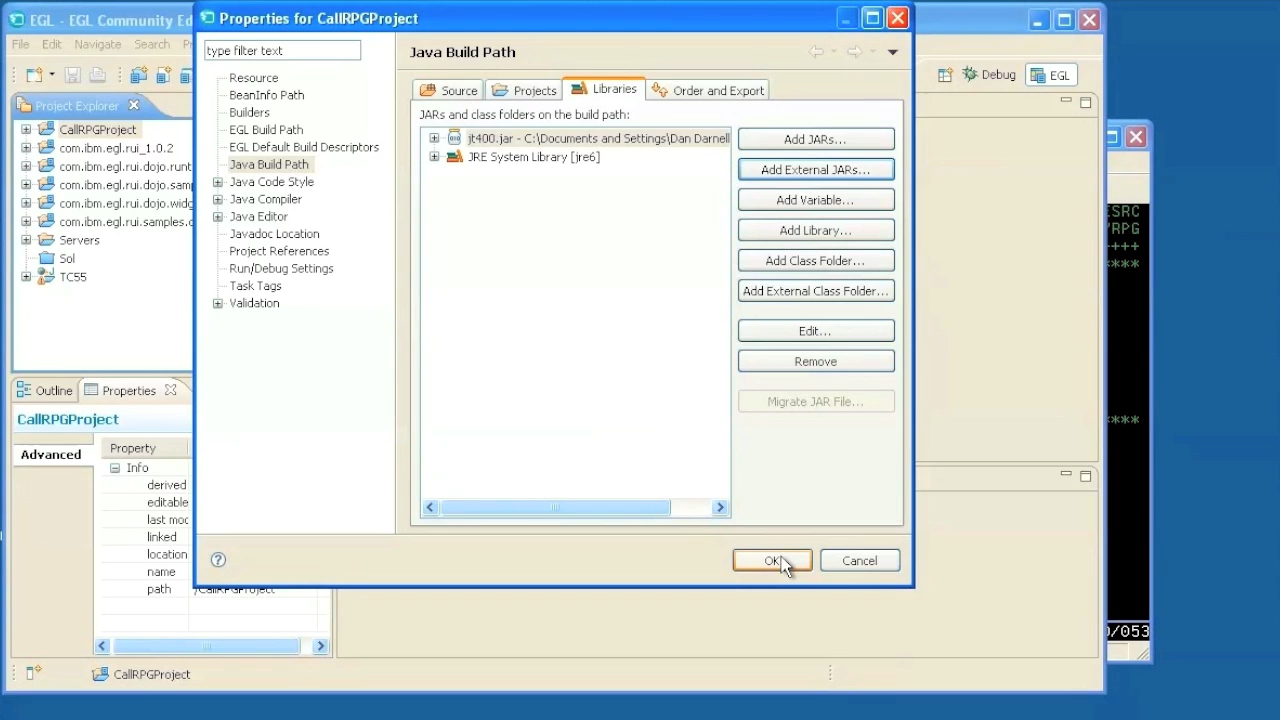 EGL - EGL Community Ed
Properties for CallRPGProject
File Edit Navigate Search
type filter text
Java Build Path
Debug
EGL
Project Explorer
Resource
BeanInfo Path
Builders
EGL Build Path
EGL Default Build Descriptors
Java Build Path
Java Code Style
Java Compiler
Java Editor
Javadoc Location
Project References
Run/Debug Settings
Task Tags
Validation
Source
Projects
Libraries
Order and Export
JARs and class folders on the build path:
jt400.jar - C:\Documents and Settings\Dan Darnell
JRE System Library [jre6]
Add JARs...
Add External JARs...
Add Variable...
Add Library...
Add Class Folder...
Add External Class Folder...
Edit...
Remove
Migrate JAR File...
CallRPGProject
com.ibm.egl.rui_1.0.2
com.ibm.egl.rui.dojo.runt
com.ibm.egl.rui.dojo.samp
com.ibm.egl.rui.dojo.widg
com.ibm.egl.rui.samples.c
Servers
Sol
TC55
ESRC
/RPG
++++
****
****
Outline
Properties
CallRPGProject
Advanced
Property
Info
derived
editable
last moc
linked
location
name
path /CallRPGProject
OK
Cancel
/053
CallRPGProject